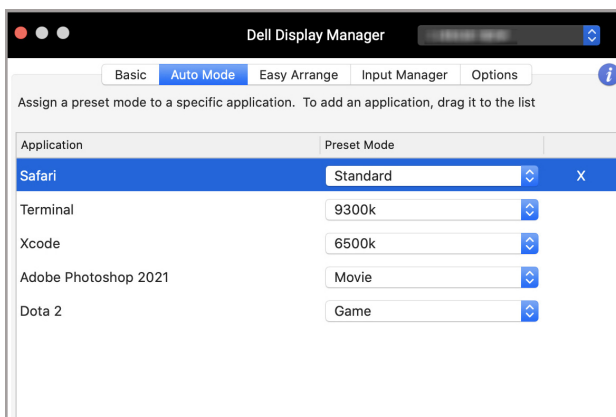 Dell Display Manager
Basic Auto Mode Easy Arrange Input Manager Options i
Assign a preset mode to a specific application. To add an application, drag it to the list
Application Preset Mode
Safari Standard X
Terminal 9300k
Xcode 6500k
Adobe Photoshop 2021 Movie
Dota 2 Game